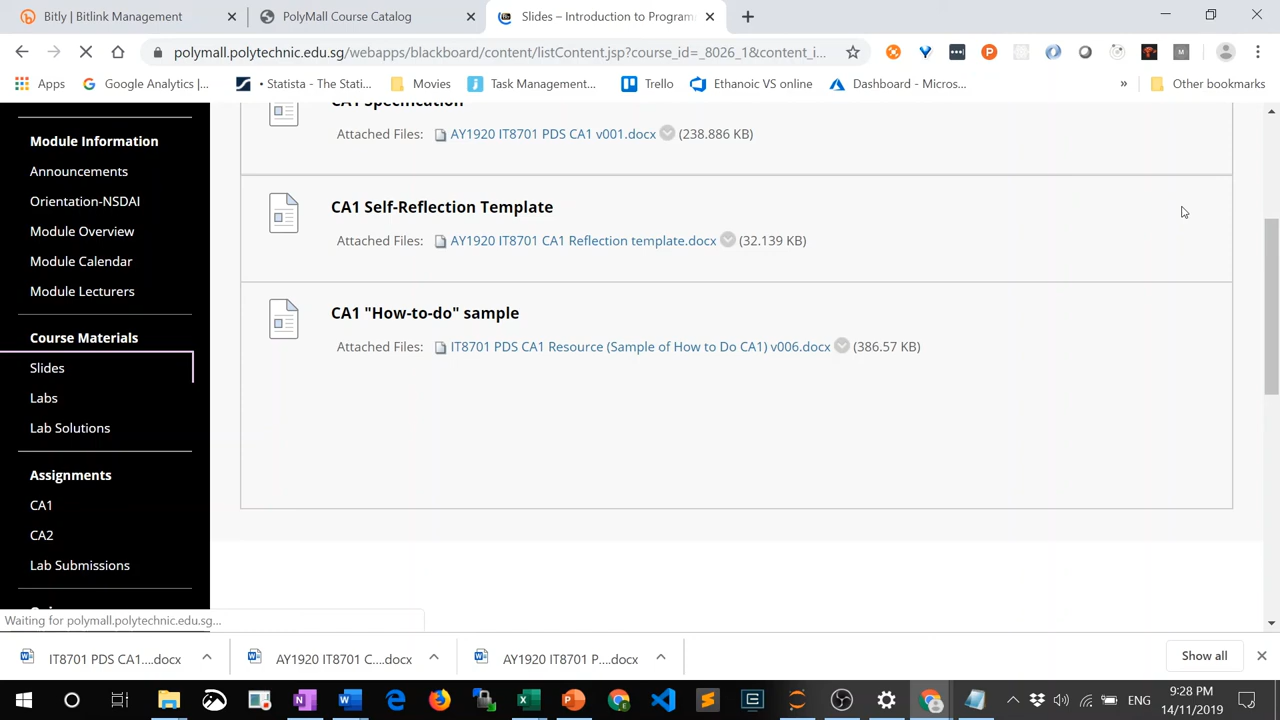 Bitly | Bitlink Management
PolyMall Course Catalog
Slides – Introduction to Program
polymall.polytechnic.edu.sg/webapps/blackboard/content/listContent.jsp?course_id=_8026_1&content_i...
Apps
Google Analytics |...
• Statista - The Stati...
Movies
Task Management...
Trello
Ethanoic VS online
Dashboard - Micros...
»
Other bookmarks
CA1 Specification
Attached Files: AY1920 IT8701 PDS CA1 v001.docx (238.886 KB)
CA1 Self-Reflection Template
Attached Files: AY1920 IT8701 CA1 Reflection template.docx (32.139 KB)
CA1 "How-to-do" sample
Attached Files: IT8701 PDS CA1 Resource (Sample of How to Do CA1) v006.docx (386.57 KB)
Module Information
Announcements
Orientation-NSDAI
Module Overview
Module Calendar
Module Lecturers
Course Materials
Slides
Labs
Lab Solutions
Assignments
CA1
CA2
Lab Submissions
Waiting for polymall.polytechnic.edu.sg...
IT8701 PDS CA1....docx
AY1920 IT8701 C....docx
AY1920 IT8701 P....docx
Show all
ENG
9:28 PM
14/11/2019